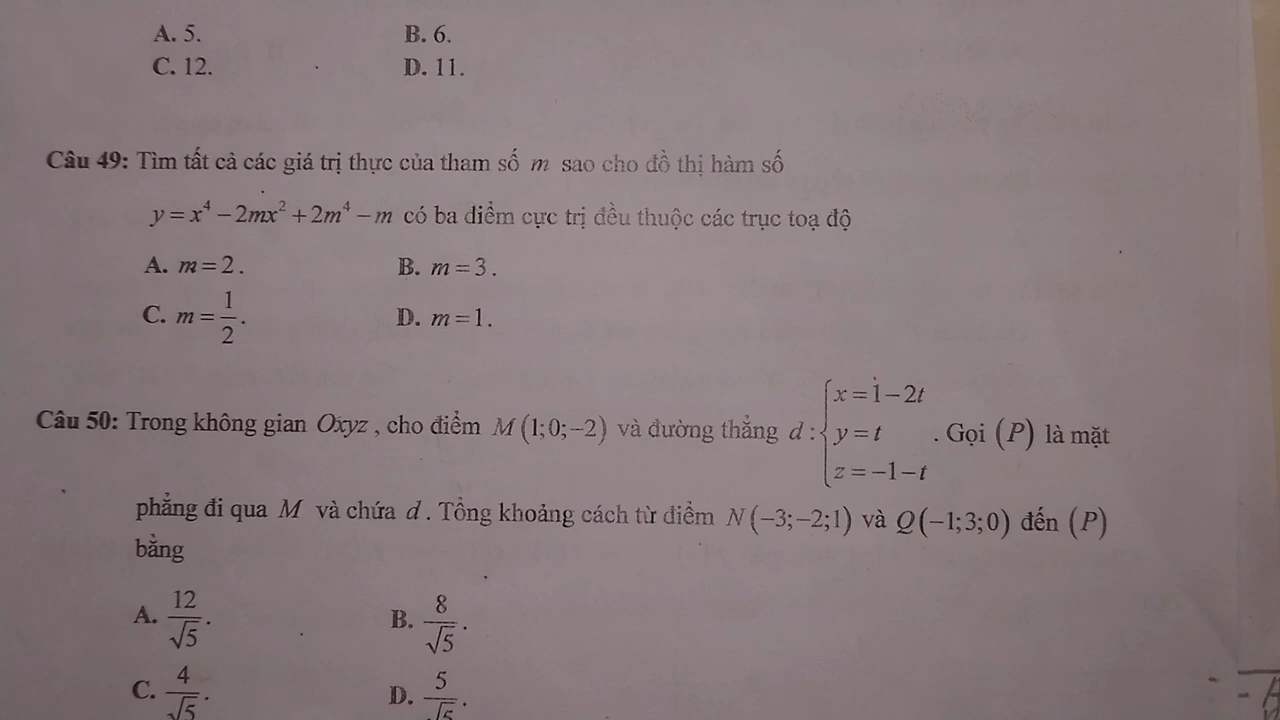 A. 5. B. 6.
C. 12. D. 11.
Câu 49: Tìm tất cả các giá trị thực của tham số m sao cho đồ thị hàm số
y = x⁴ − 2mx² + 2m⁴ − m có ba điểm cực trị đều thuộc các trục toạ độ
A. m = 2. B. m = 3.
C. m = 1/2. D. m = 1.
Câu 50: Trong không gian Oxyz, cho điểm M(1;0;−2) và đường thẳng d: { x = 1 − 2t; y = t; z = −1 − t. Gọi (P) là mặt
phẳng đi qua M và chứa d. Tổng khoảng cách từ điểm N(−3;−2;1) và Q(−1;3;0) đến (P)
bằng
A. 12/√5. B. 8/√5.
C. 4/√5. D. 5/√5.